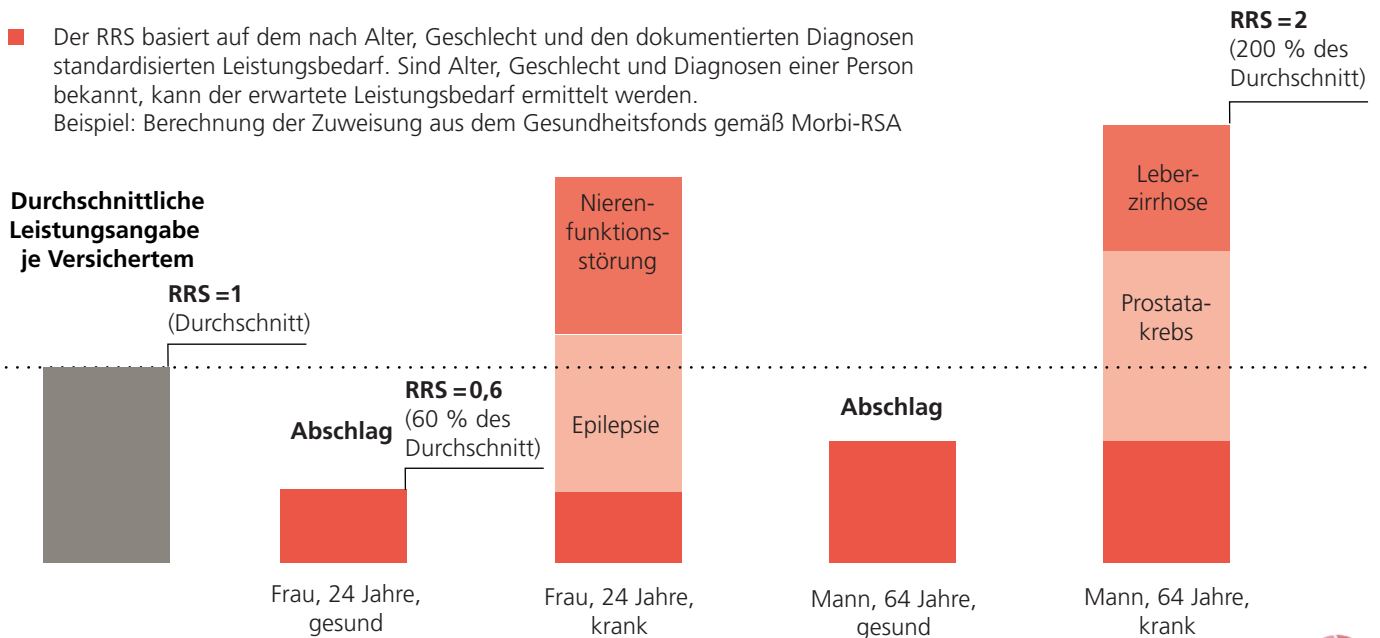 Der RRS basiert auf dem nach Alter, Geschlecht und den dokumentierten Diagnosen
standardisierten Leistungsbedarf. Sind Alter, Geschlecht und Diagnosen einer Person
bekannt, kann der erwartete Leistungsbedarf ermittelt werden.
Beispiel: Berechnung der Zuweisung aus dem Gesundheitsfonds gemäß Morbi-RSA
RRS = 2
(200 % des
Durchschnitt)
Durchschnittliche
Leistungsangabe
je Versichertem
RRS = 1
(Durchschnitt)
Abschlag
RRS = 0,6
(60 % des
Durchschnitt)
Nieren-
funktions-
störung
Epilepsie
Abschlag
Leber-
zirrhose
Prostata-
krebs
Frau, 24 Jahre,
gesund
Frau, 24 Jahre,
krank
Mann, 64 Jahre,
gesund
Mann, 64 Jahre,
krank